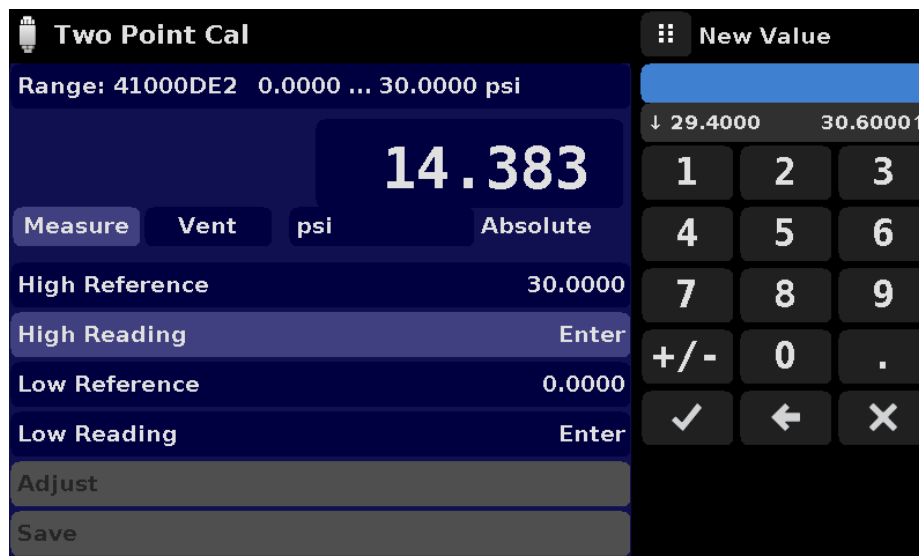 Two Point Cal
Range: 41000DE2 0.0000 ... 30.0000 psi
14.383
Measure Vent psi Absolute
High Reference 30.0000
High Reading Enter
Low Reference 0.0000
Low Reading Enter
Adjust
Save
New Value
↓ 29.4000 30.6000↑
1 2 3
4 5 6
7 8 9
+/- 0 .